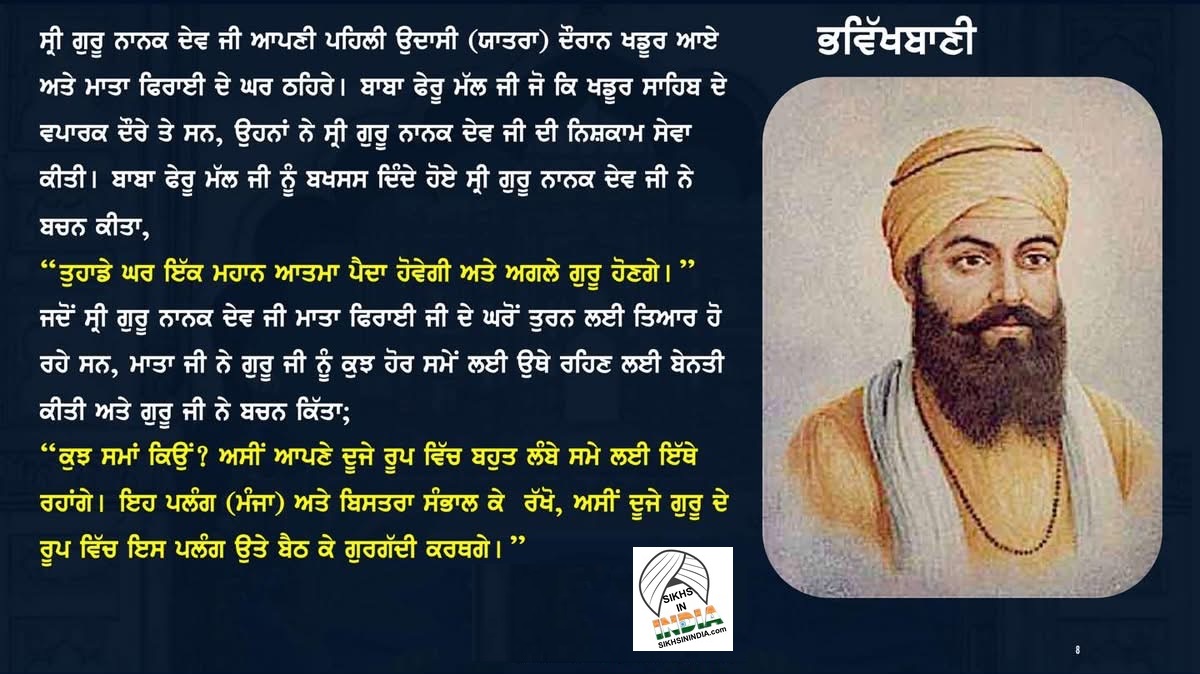 ਭਵਿੱਖਬਾਣੀ
ਸ੍ਰੀ ਗੁਰੂ ਨਾਨਕ ਦੇਵ ਜੀ ਆਪਣੀ ਪਹਿਲੀ ਉਦਾਸੀ (ਯਾਤਰਾ) ਦੌਰਾਨ ਖਡੂਰ ਆਏ
ਅਤੇ ਮਾਤਾ ਫਿਰਾਈ ਦੇ ਘਰ ਠਹਿਰੇ। ਬਾਬਾ ਫੇਰੂ ਮੱਲ ਜੀ ਜੋ ਕਿ ਖਡੂਰ ਸਾਹਿਬ ਦੇ
ਵਪਾਰਕ ਦੌਰੇ ਤੇ ਸਨ, ਉਹਨਾਂ ਨੇ ਸ੍ਰੀ ਗੁਰੂ ਨਾਨਕ ਦੇਵ ਜੀ ਦੀ ਨਿਸ਼ਕਾਮ ਸੇਵਾ
ਕੀਤੀ। ਬਾਬਾ ਫੇਰੂ ਮੱਲ ਜੀ ਨੂੰ ਬਖਸਸ ਦਿੰਦੇ ਹੋਏ ਸ੍ਰੀ ਗੁਰੂ ਨਾਨਕ ਦੇਵ ਜੀ ਨੇ
ਬਚਨ ਕੀਤਾ,
“ਤੁਹਾਡੇ ਘਰ ਇੱਕ ਮਹਾਨ ਆਤਮਾ ਪੈਦਾ ਹੋਵੇਗੀ ਅਤੇ ਅਗਲੇ ਗੁਰੂ ਹੋਣਗੇ।”
ਜਦੋਂ ਸ੍ਰੀ ਗੁਰੂ ਨਾਨਕ ਦੇਵ ਜੀ ਮਾਤਾ ਫਿਰਾਈ ਜੀ ਦੇ ਘਰੋਂ ਤੁਰਨ ਲਈ ਤਿਆਰ ਹੋ
ਰਹੇ ਸਨ, ਮਾਤਾ ਜੀ ਨੇ ਗੁਰੂ ਜੀ ਨੂੰ ਕੁਝ ਹੋਰ ਸਮੇਂ ਲਈ ਉਥੇ ਰਹਿਣ ਲਈ ਬੇਨਤੀ
ਕੀਤੀ ਅਤੇ ਗੁਰੂ ਜੀ ਨੇ ਬਚਨ ਕਿੱਤਾ;
“ਕੁਝ ਸਮਾਂ ਕਿਉਂ? ਅਸੀਂ ਆਪਣੇ ਦੂਜੇ ਰੂਪ ਵਿੱਚ ਬਹੁਤ ਲੰਬੇ ਸਮੇ ਲਈ ਇੱਥੇ
ਰਹਾਂਗੇ। ਇਹ ਪਲੰਗ (ਮੰਜਾ) ਅਤੇ ਬਿਸਤਰਾ ਸੰਭਾਲ ਕੇ ਰੱਖੋ, ਅਸੀਂ ਦੂਜੇ ਗੁਰੂ ਦੇ
ਰੂਪ ਵਿੱਚ ਇਸ ਪਲੰਗ ਉਤੇ ਬੈਠ ਕੇ ਗੁਰਗੱਦੀ ਕਰਥਗੇ।”
SIKHS
IN
INDIA
SIKHSININDIA.com
8